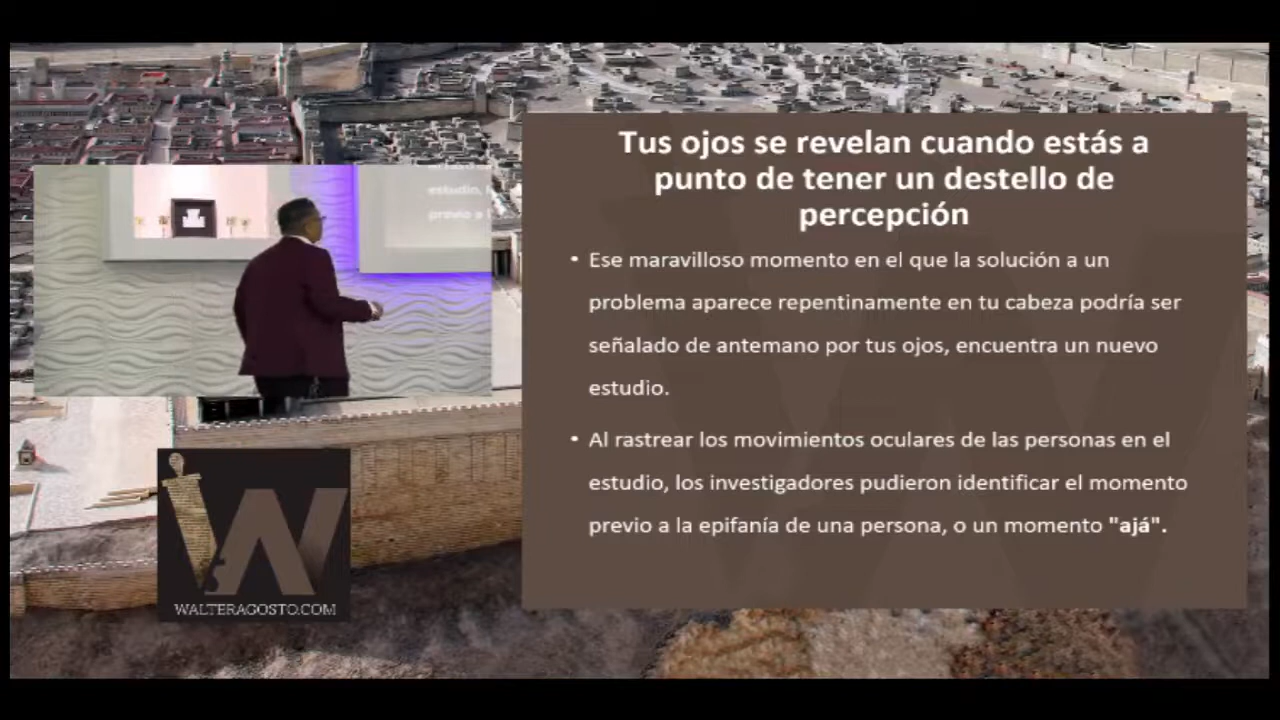 Tus ojos se revelan cuando estás a
punto de tener un destello de
percepción
• Ese maravilloso momento en el que la solución a un
problema aparece repentinamente en tu cabeza podría ser
señalado de antemano por tus ojos, encuentra un nuevo
estudio.
• Al rastrear los movimientos oculares de las personas en el
estudio, los investigadores pudieron identificar el momento
previo a la epifanía de una persona, o un momento "ajá".
estudio,
previo a l
W
WALTERAGOSTO.COM